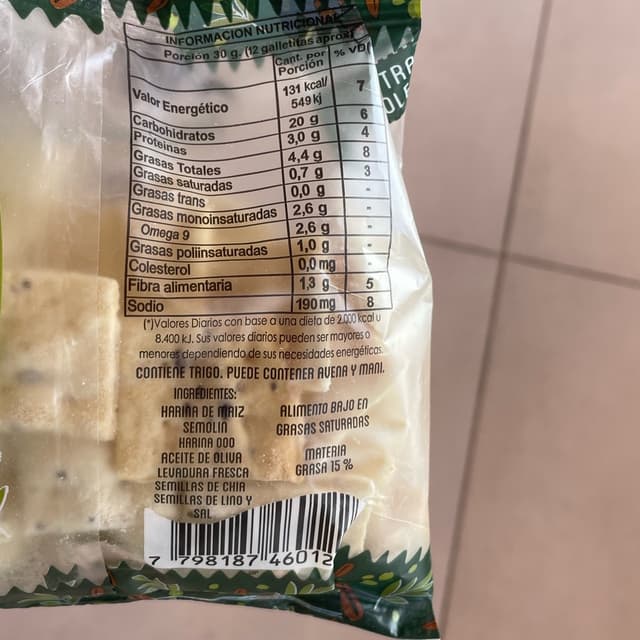 INFORMACION NUTRICIONAL
Porción 30 g. (12 galletitas aprox)
Cant. por Porción % VD(
Valor Energético 131 kcal/ 549 kj 7
Carbohidratos 20 g 6
Proteinas 3,0 g 4
Grasas Totales 4,4 g 8
Grasas saturadas 0,7 g 3
Grasas trans 0,0 g -
Grasas monoinsaturadas 2,6 g -
Omega 9 2,6 g -
Grasas poliinsaturadas 1,0 g -
Colesterol 0,0 mg -
Fibra alimentaria 1,3 g 5
Sodio 190 mg 8
(*)Valores Diarios con base a una dieta de 2.000 kcal u
8.400 kJ. Sus valores diarios pueden ser mayores o
menores dependiendo de sus necesidades energéticas.
CONTIENE TRIGO. PUEDE CONTENER AVENA Y MANI.
INGREDIENTES:
HARINA DE MAIZ
SEMOLIN
HARINA 000
ACEITE DE OLIVA
LEVADURA FRESCA
SEMILLAS DE CHIA
SEMILLAS DE LINO Y
SAL
ALIMENTO BAJO EN
GRASAS SATURADAS
MATERIA
GRASA 15 %
7 798187 46012